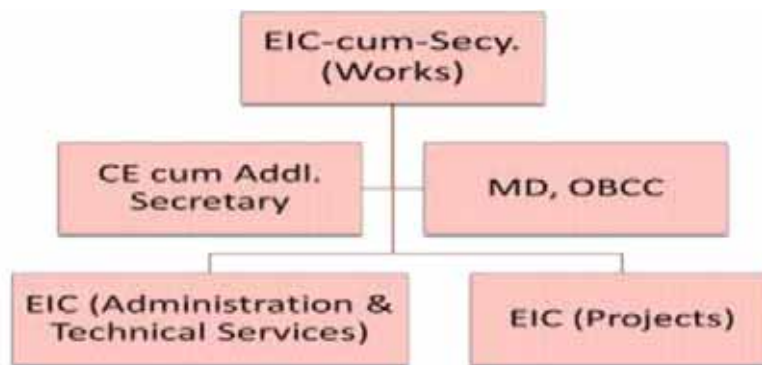 EIC-cum-Secy.
(Works)
CE cum Addl.
Secretary
MD, OBCC
EIC (Administration &
Technical Services)
EIC (Projects)